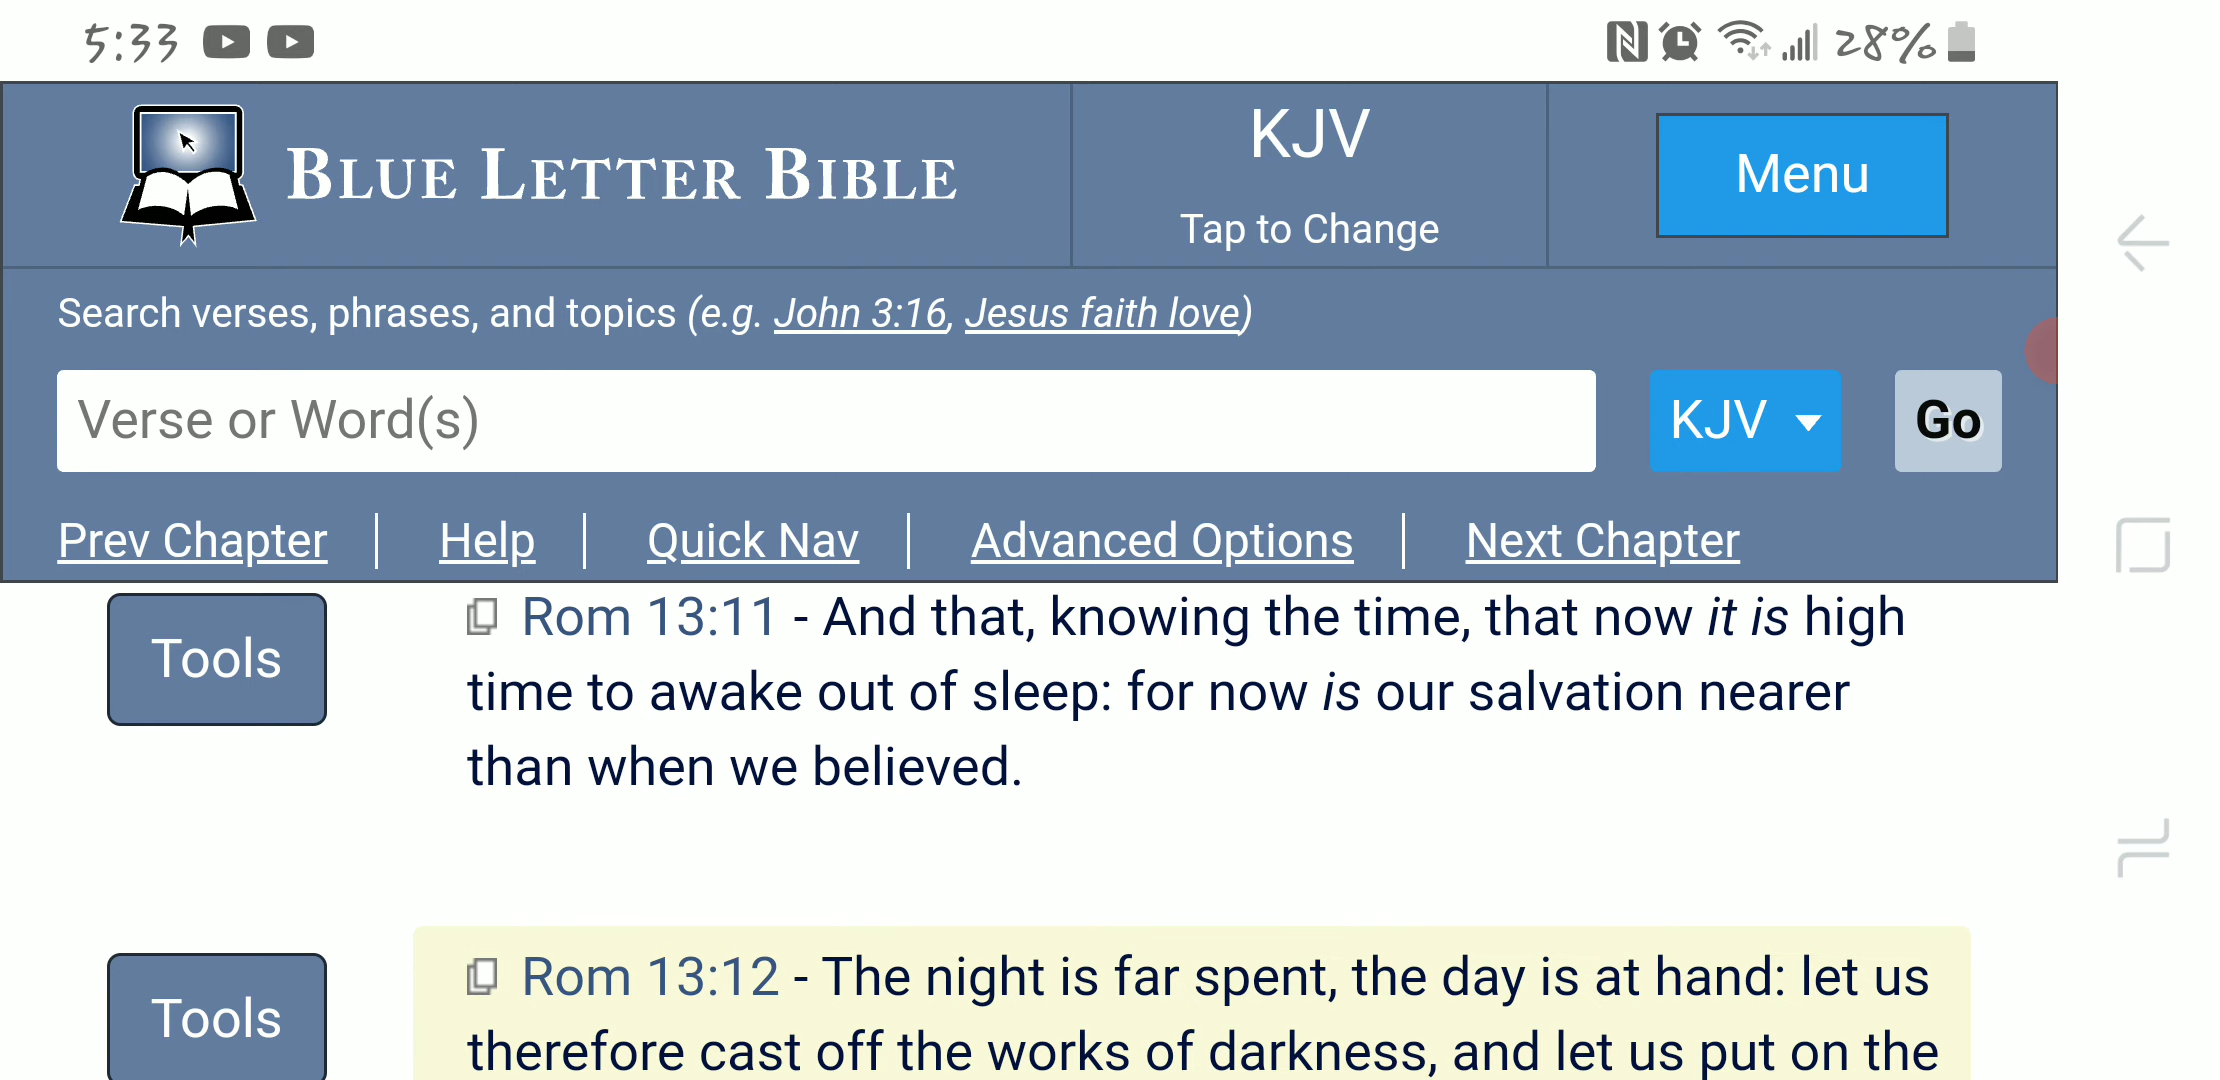 5:33 28%
BLUE LETTER BIBLE
KJV
Tap to Change
Menu
Search verses, phrases, and topics (e.g. John 3:16, Jesus faith love)
Verse or Word(s) KJV Go
Prev Chapter | Help | Quick Nav | Advanced Options | Next Chapter
Tools
Rom 13:11 - And that, knowing the time, that now it is high
time to awake out of sleep: for now is our salvation nearer
than when we believed.
Tools
Rom 13:12 - The night is far spent, the day is at hand: let us
therefore cast off the works of darkness, and let us put on the